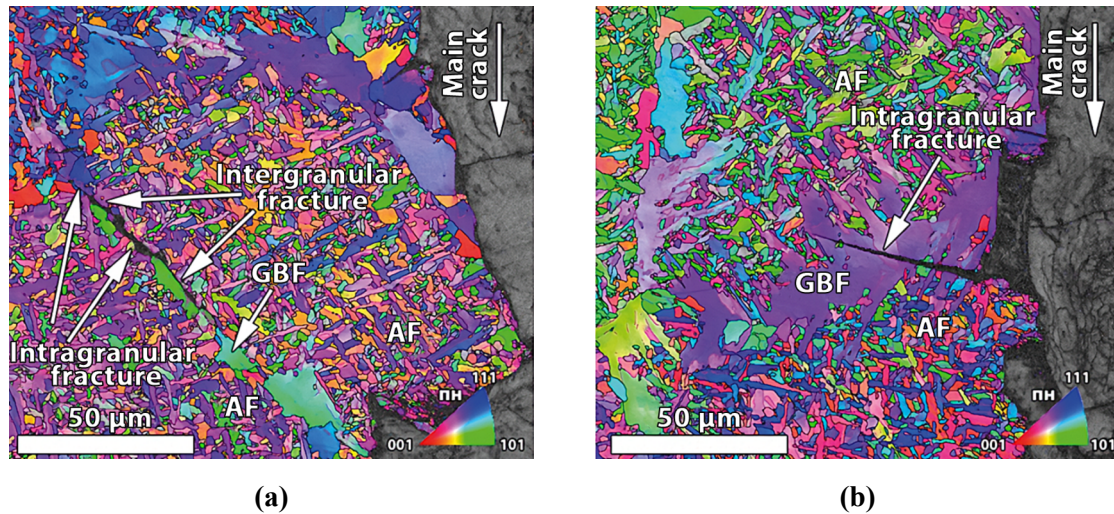 Main
crack
Intergranular
fracture
GBF
AF
Intragranular
fracture
AF
50 µm
111
ПН
001
101
(a)
Main
crack
AF
Intragranular
fracture
GBF
AF
50 µm
111
ПН
001
101
(b)